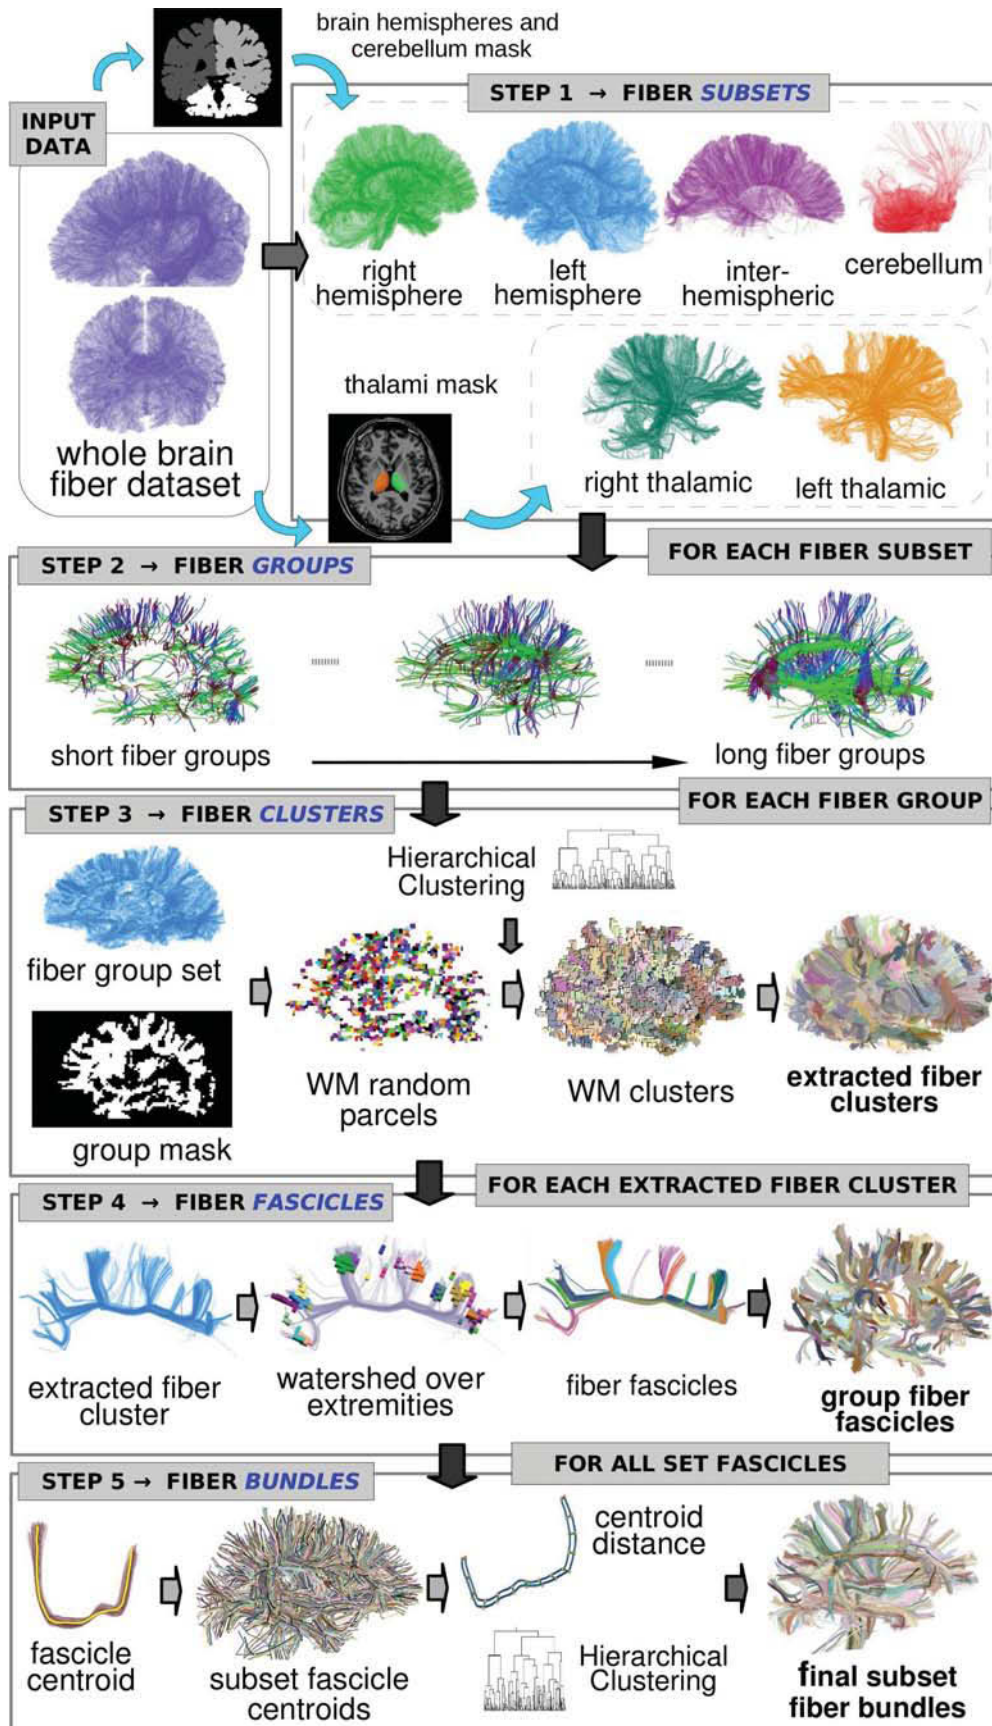 brain hemispheres and
cerebellum mask
INPUT
DATA
STEP 1 → FIBER SUBSETS
right
hemisphere
left
hemisphere
inter-
hemispheric
cerebellum
whole brain
fiber dataset
thalami mask
right thalamic
left thalamic
STEP 2 → FIBER GROUPS
FOR EACH FIBER SUBSET
short fiber groups
long fiber groups
FOR EACH FIBER GROUP
STEP 3 → FIBER CLUSTERS
Hierarchical
Clustering
fiber group set
group mask
WM random
parcels
WM clusters
extracted fiber
clusters
FOR EACH EXTRACTED FIBER CLUSTER
STEP 4 → FIBER FASCICLES
extracted fiber
cluster
watershed over
extremities
fiber fascicles
group fiber
fascicles
FOR ALL SET FASCICLES
STEP 5 → FIBER BUNDLES
fascicle
centroid
subset fascicle
centroids
centroid
distance
Hierarchical
Clustering
final subset
fiber bundles